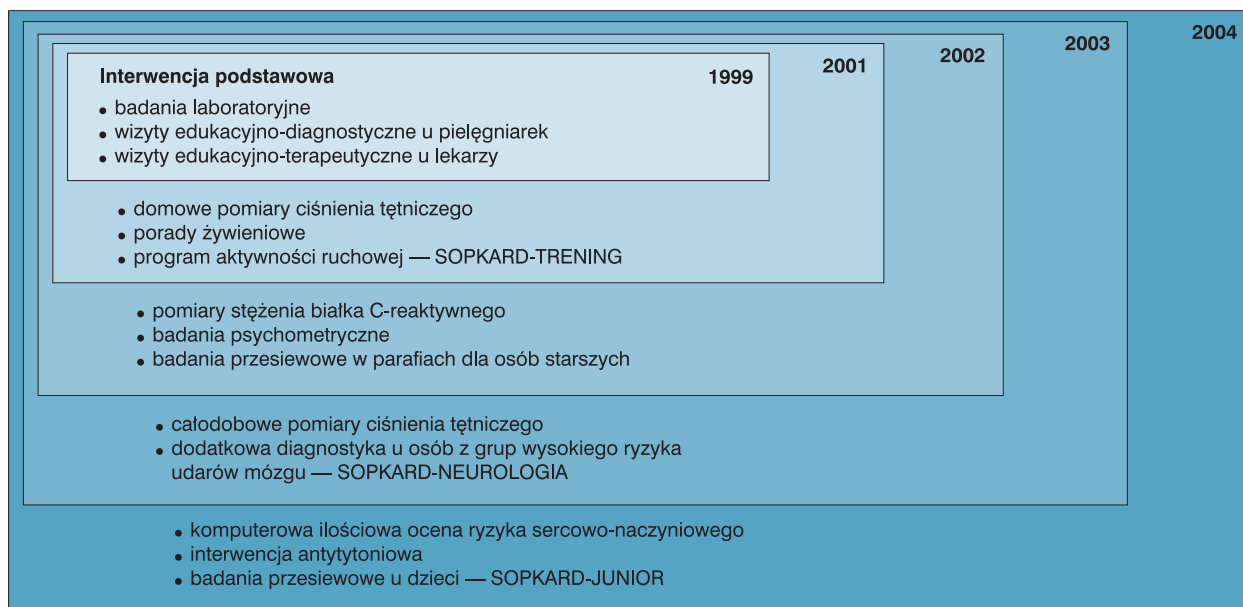 2004
2003
2002
2001
Interwencja podstawowa 1999
• badania laboratoryjne
• wizyty edukacyjno-diagnostyczne u pielęgniarek
• wizyty edukacyjno-terapeutyczne u lekarzy
• domowe pomiary ciśnienia tętniczego
• porady żywieniowe
• program aktywności ruchowej — SOPKARD-TRENING
• pomiary stężenia białka C-reaktywnego
• badania psychometryczne
• badania przesiewowe w parafiach dla osób starszych
• całodobowe pomiary ciśnienia tętniczego
• dodatkowa diagnostyka u osób z grup wysokiego ryzyka
udarów mózgu — SOPKARD-NEUROLOGIA
• komputerowa ilościowa ocena ryzyka sercowo-naczyniowego
• interwencja antytytoniowa
• badania przesiewowe u dzieci — SOPKARD-JUNIOR